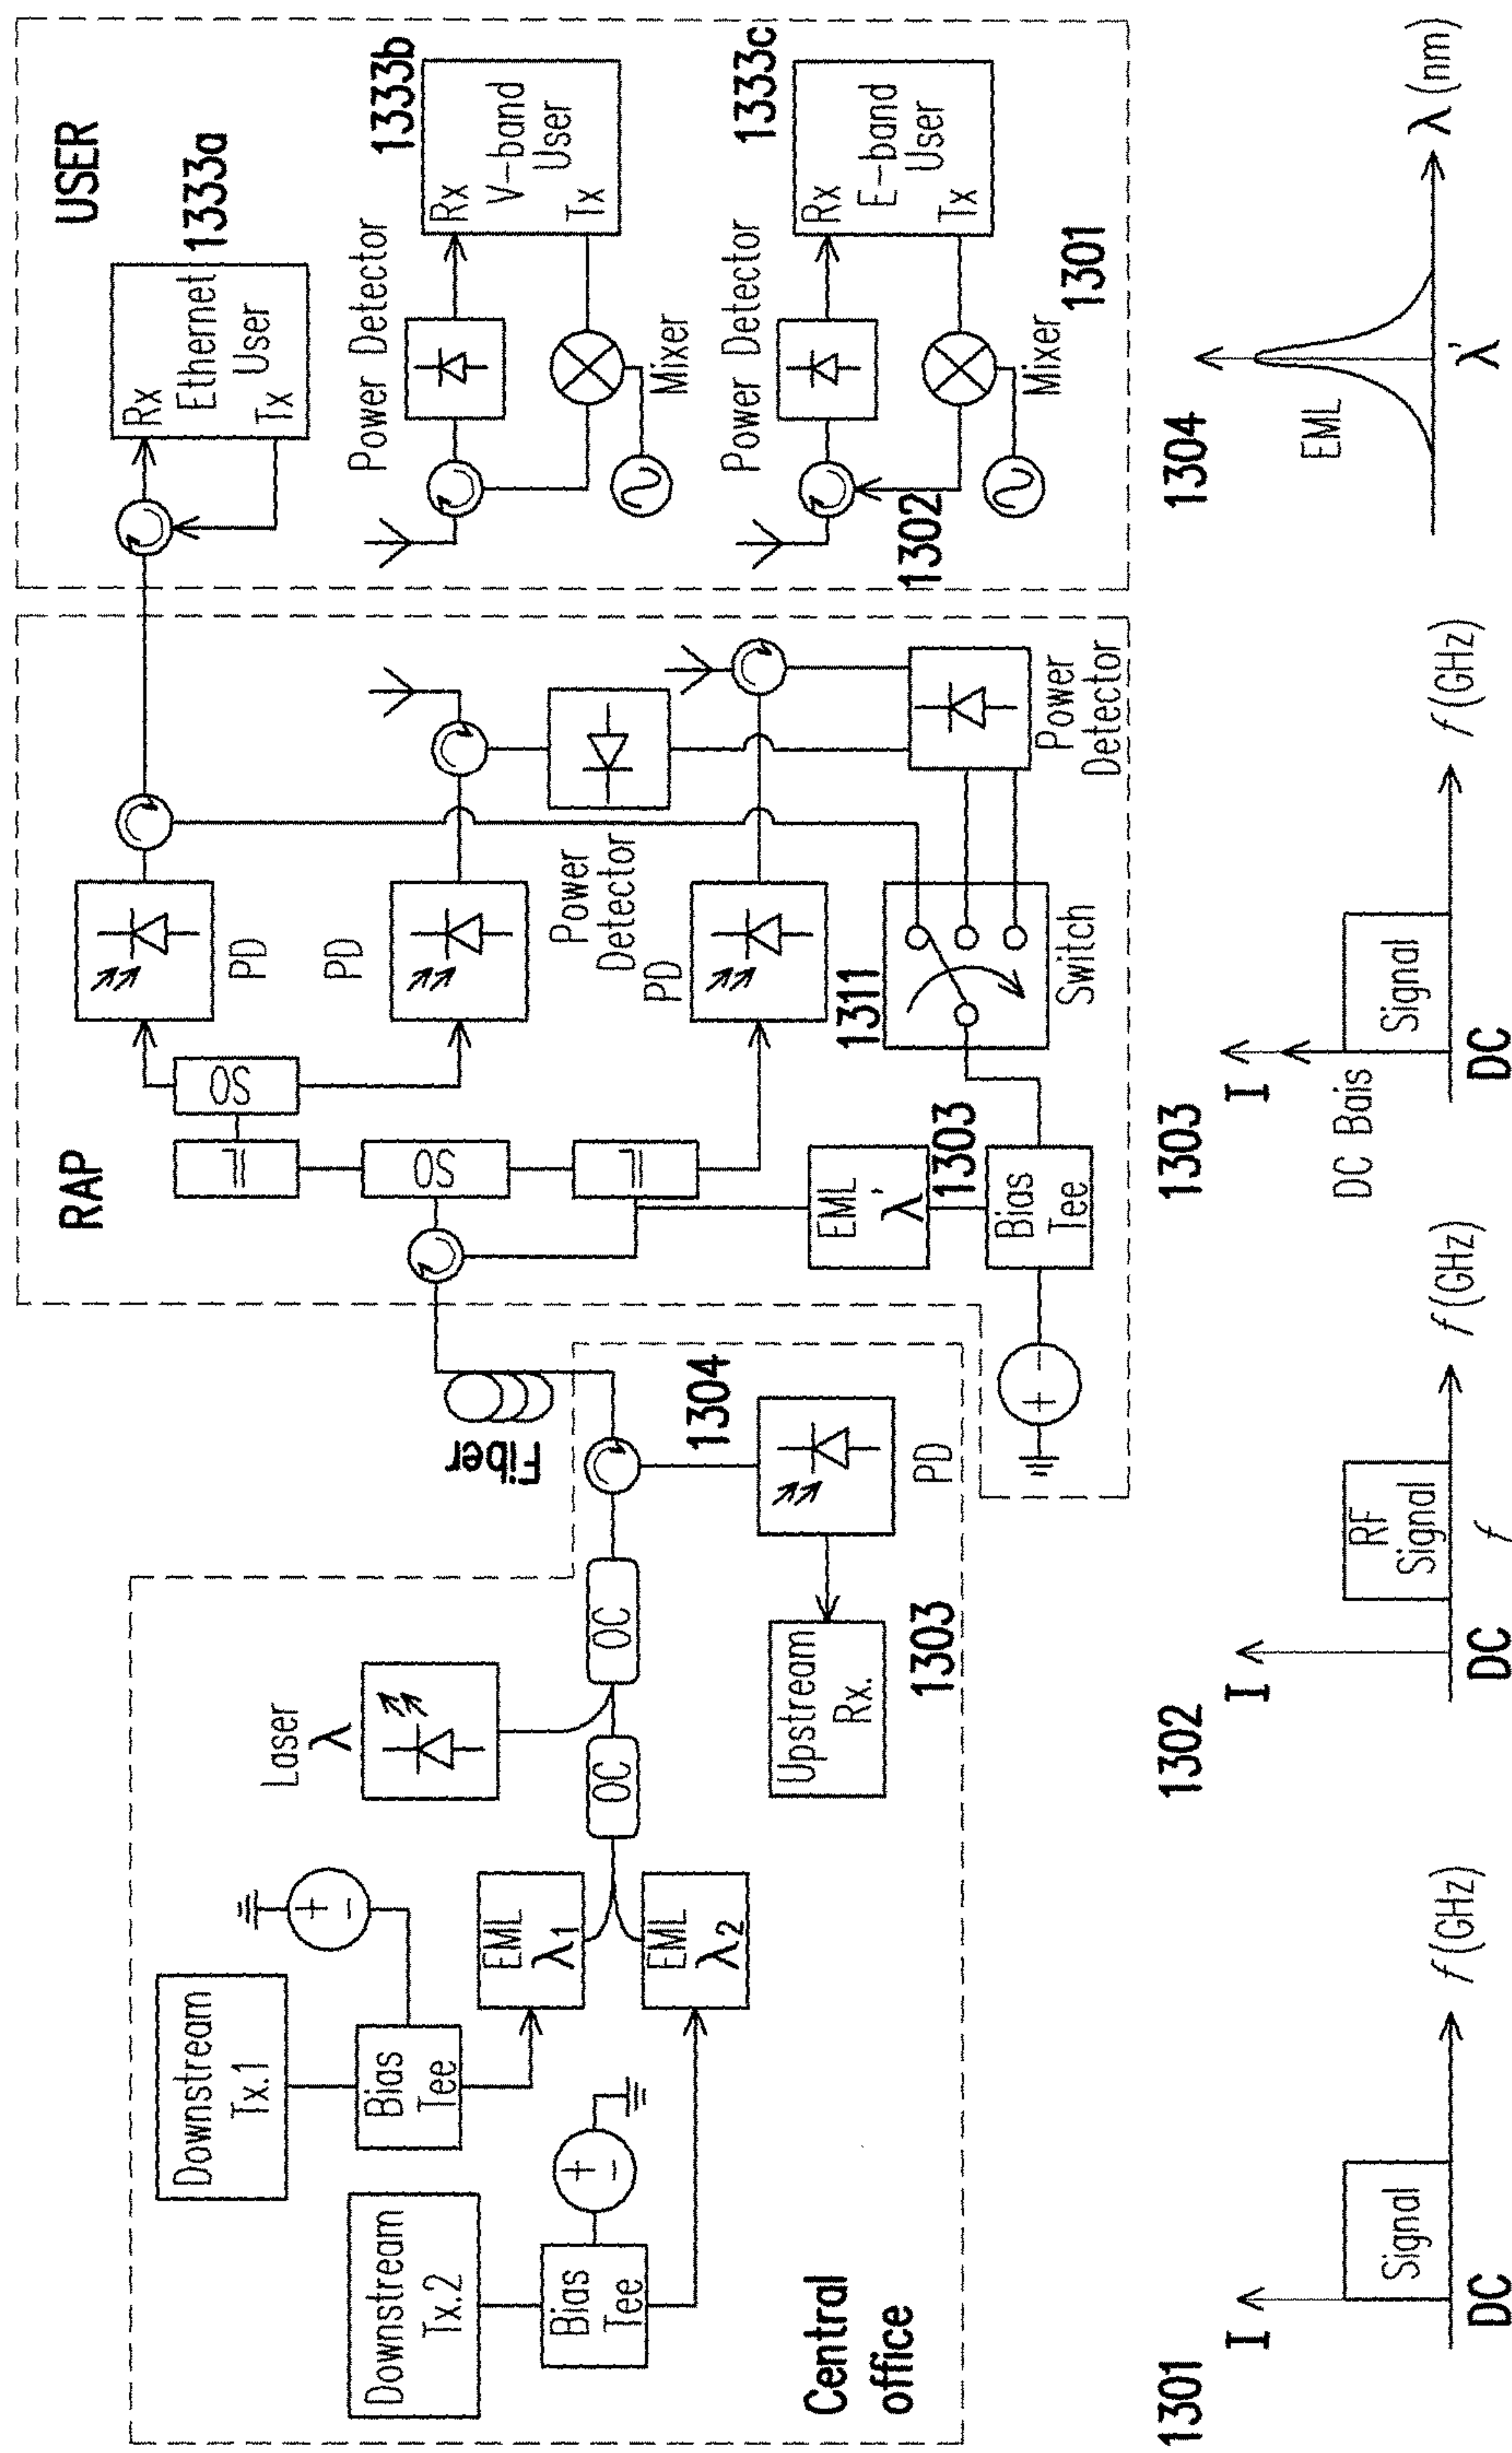 Central
office
Downstream
Tx.2
Downstream
Tx.1
Bias
Tee
Bias
Tee
EML
λ1
EML
λ2
Laser
λ
OC
OC
Upstream
Rx.
1303
PD
1304
Fiber
RAP
OS
IL
OS
IL
EML
λ'
1303
Bias
Tee
PD
PD
PD
Power
Detector
1311
Switch
Power
Detector
USER
1333a
Rx
Ethernet
User
Tx
1333b
Power Detector
Rx
V-band
User
Tx
Mixer
1333c
Power Detector
Rx
E-band
User
Tx
Mixer
1302
1301
1301
I
Signal
DC
f (GHz)
1302
I
RF
Signal
DC
f
f (GHz)
1303
I
DC Bais
Signal
DC
f (GHz)
1304
EML
λ'
λ (nm)